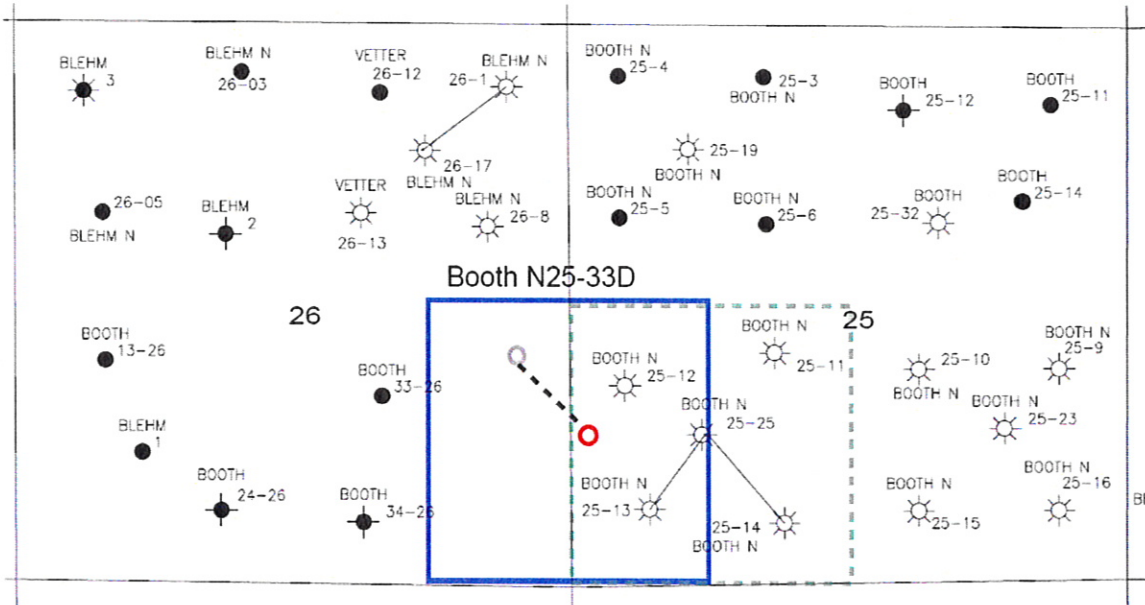 BLEHM
3
BLEHM N
26-03
VETTER
26-12
BLEHM N
26-1
26-17
BLEHM N
BOOTH N
25-4
25-3
BOOTH N
BOOTH
25-12
BOOTH
25-11
25-19
BOOTH N
26-05
BLEHM N
BLEHM
2
VETTER
26-13
BLEHM N
26-8
BOOTH N
25-5
BOOTH N
25-6
BOOTH
25-32
BOOTH
25-14
Booth N25-33D
26
25
BOOTH
13-26
BOOTH
33-26
BOOTH N
25-12
BOOTH N
25-11
25-10
BOOTH N
BOOTH N
25-9
BLEHM
1
BOOTH N
25-25
BOOTH N
25-23
BOOTH
24-26
BOOTH
34-26
BOOTH N
25-13
25-14
BOOTH N
BOOTH N
25-15
BOOTH N
25-16